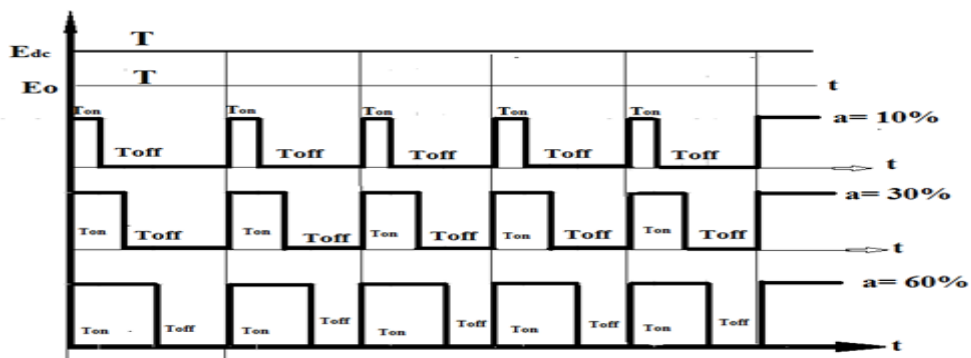 T
Edc
T
Eo t
Ton Ton Ton Ton Ton a= 10%
Toff Toff Toff Toff Toff t
a= 30%
Ton Toff Ton Toff Ton Toff Ton Toff Ton Toff t
a= 60%
Ton Toff Ton Toff Ton Toff Ton Toff Ton Toff t